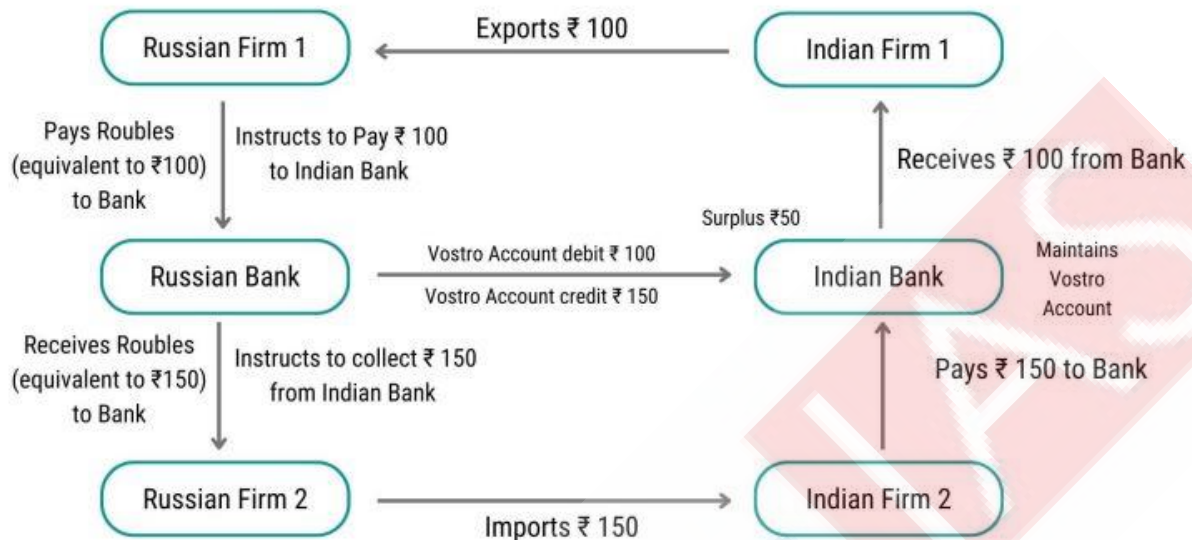 Russian Firm 1
Exports ₹ 100
Indian Firm 1
Pays Roubles
(equivalent to ₹100)
to Bank
Instructs to Pay ₹ 100
to Indian Bank
Receives ₹ 100 from Bank
Surplus ₹50
Russian Bank
Vostro Account debit ₹ 100
Vostro Account credit ₹ 150
Indian Bank
Maintains
Vostro
Account
Receives Roubles
(equivalent to ₹150)
to Bank
Instructs to collect ₹ 150
from Indian Bank
Pays ₹ 150 to Bank
Russian Firm 2
Imports ₹ 150
Indian Firm 2
IAS